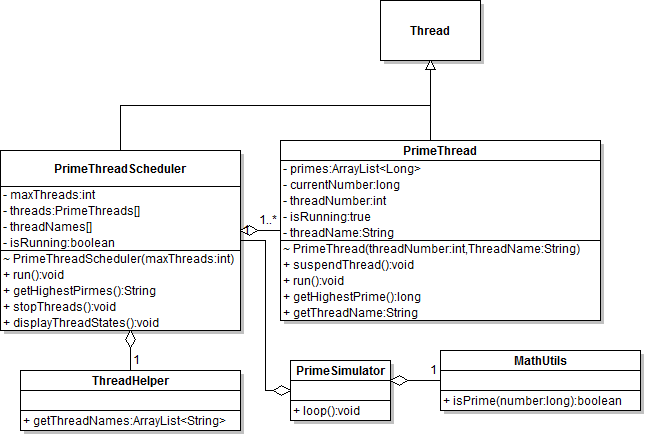 Thread
PrimeThreadScheduler
- maxThreads:int
- threads:PrimeThreads[]
- threadNames[]
- isRunning:boolean
~ PrimeThreadScheduler(maxThreads:int)
+ run():void
+ getHighestPirmes():String
+ stopThreads():void
+ displayThreadStates():void
1..*
PrimeThread
- primes:ArrayList<Long>
- currentNumber:long
- threadNumber:int
- isRunning:true
- threadName:String
~ PrimeThread(threadNumber:int,ThreadName:String)
+ suspendThread():void
+ run():void
+ getHighestPrime():long
+ getThreadName:String
1
ThreadHelper
+ getThreadNames:ArrayList<String>
PrimeSimulator
+ loop():void
1
MathUtils
+ isPrime(number:long):boolean